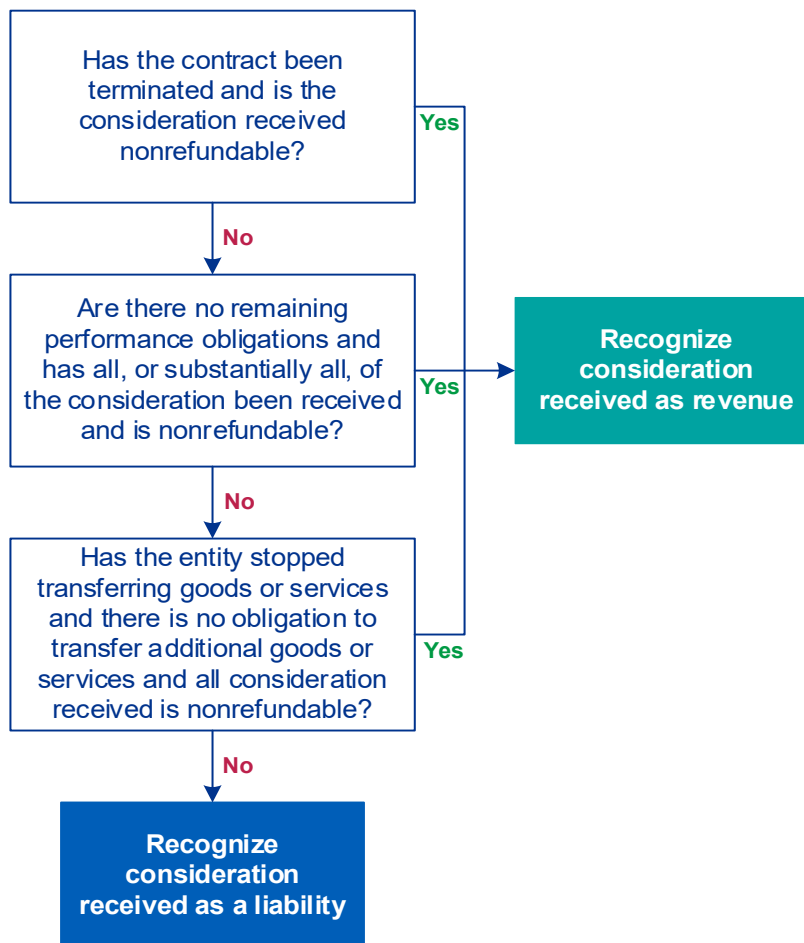 Has the contract been
terminated and is the
consideration received
nonrefundable?
Yes
No
Are there no remaining
performance obligations and
has all, or substantially all, of
the consideration been received
and is nonrefundable?
Yes
Recognize
consideration
received as revenue
No
Has the entity stopped
transferring goods or services
and there is no obligation to
transfer additional goods or
services and all consideration
received is nonrefundable?
Yes
No
Recognize
consideration
received as a liability